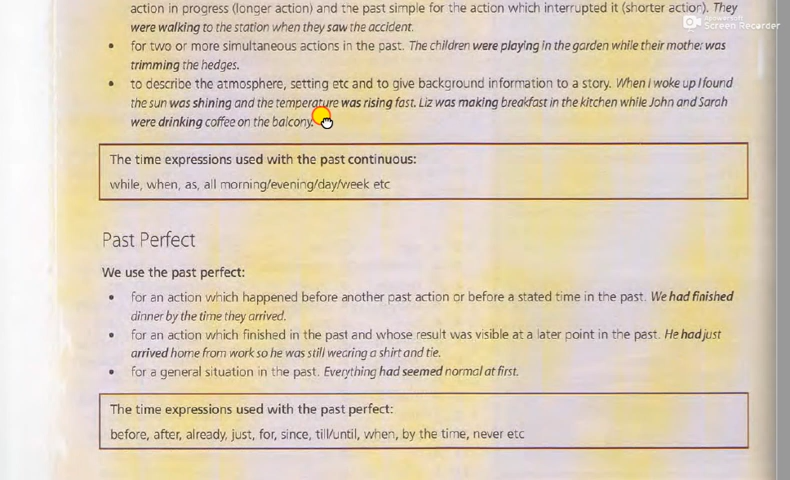 action in progress (longer action) and the past simple for the action which interrupted it (shorter action). They
were walking to the station when they saw the accident.
Screen Recorder
• for two or more simultaneous actions in the past. The children were playing in the garden while their mother was
trimming the hedges.
• to describe the atmosphere, setting etc and to give background information to a story. When I woke up I found
the sun was shining and the temperature was rising fast. Liz was making breakfast in the kitchen while John and Sarah
were drinking coffee on the balcony.
The time expressions used with the past continuous:
while, when, as, all morning/evening/day/week etc
Past Perfect
We use the past perfect:
• for an action which happened before another past action or before a stated time in the past. We had finished
dinner by the time they arrived.
• for an action which finished in the past and whose result was visible at a later point in the past. He had just
arrived home from work so he was still wearing a shirt and tie.
• for a general situation in the past. Everything had seemed normal at first.
The time expressions used with the past perfect:
before, after, already, just, for, since, till/until, when, by the time, never etc